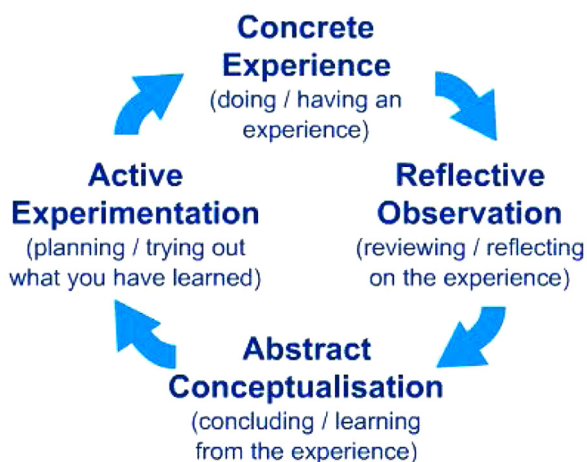 Concrete
Experience
(doing / having an
experience)
Active
Experimentation
(planning / trying out
what you have learned)
Reflective
Observation
(reviewing / reflecting
on the experience)
Abstract
Conceptualisation
(concluding / learning
from the experience)